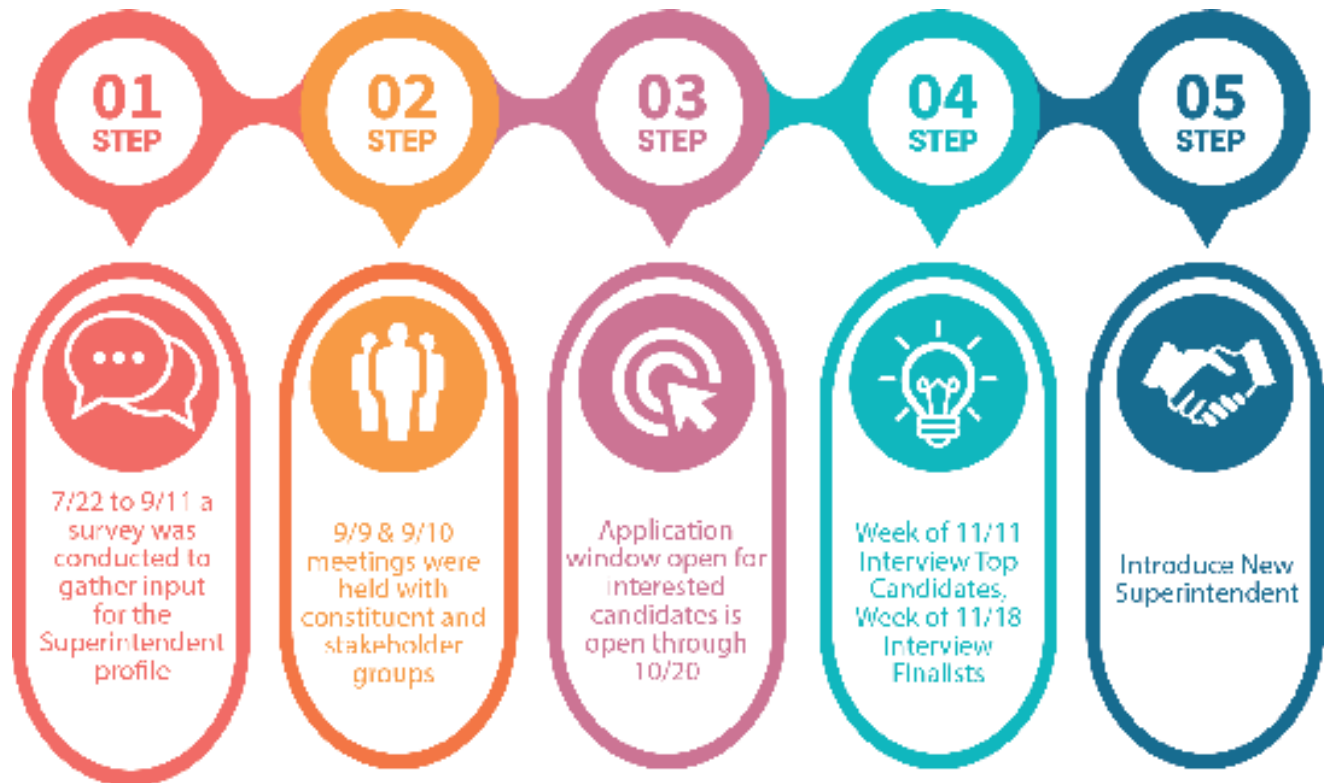 01
STEP
02
STEP
03
STEP
04
STEP
05
STEP
7/22 to 9/11 a
survey was
conducted to
gather input
for the
Superintendent
profile
9/9 & 9/10
meetings were
held with
constituent and
stakeholder
groups
Application
window open for
interested
candidates is
open through
10/20
Week of 11/11
Interview Top
Candidates,
Week of 11/18
Interview
Finalists
Introduce New
Superintendent